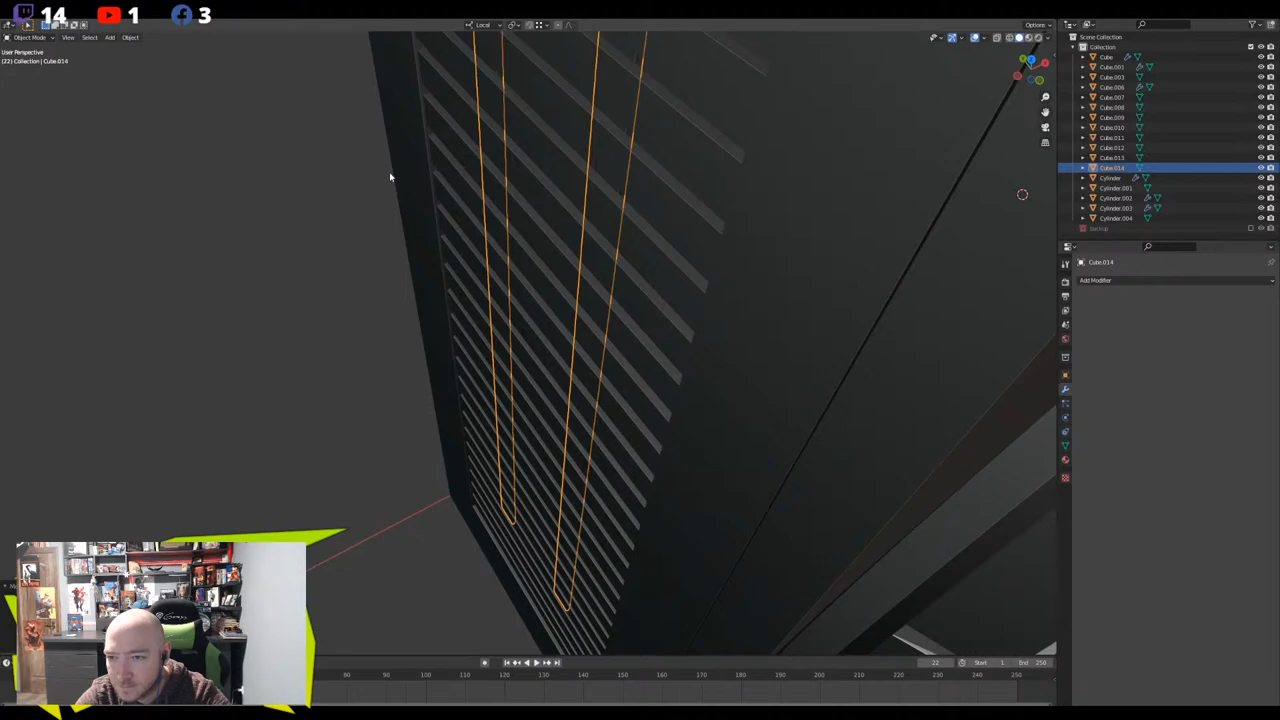 14 1 3
Local
Options
Object Mode View Select Add Object
User Perspective
(22) Collection | Cube.014
Scene Collection
Collection
Cube
Cube.001
Cube.003
Cube.006
Cube.007
Cube.008
Cube.009
Cube.010
Cube.011
Cube.012
Cube.013
Cube.014
Cylinder
Cylinder.001
Cylinder.002
Cylinder.003
Cylinder.004
backup
Cube.014
Add Modifier
22 Start 1 End 250
80 90 100 110 120 130 140 150 160 170 180 190 200 210 220 230 240 250